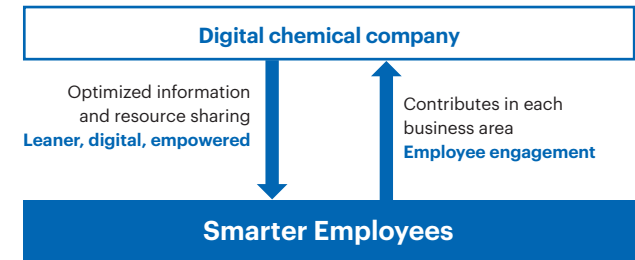 Digital chemical company
Optimized information
and resource sharing
Leaner, digital, empowered
Contributes in each
business area
Employee engagement
Smarter Employees